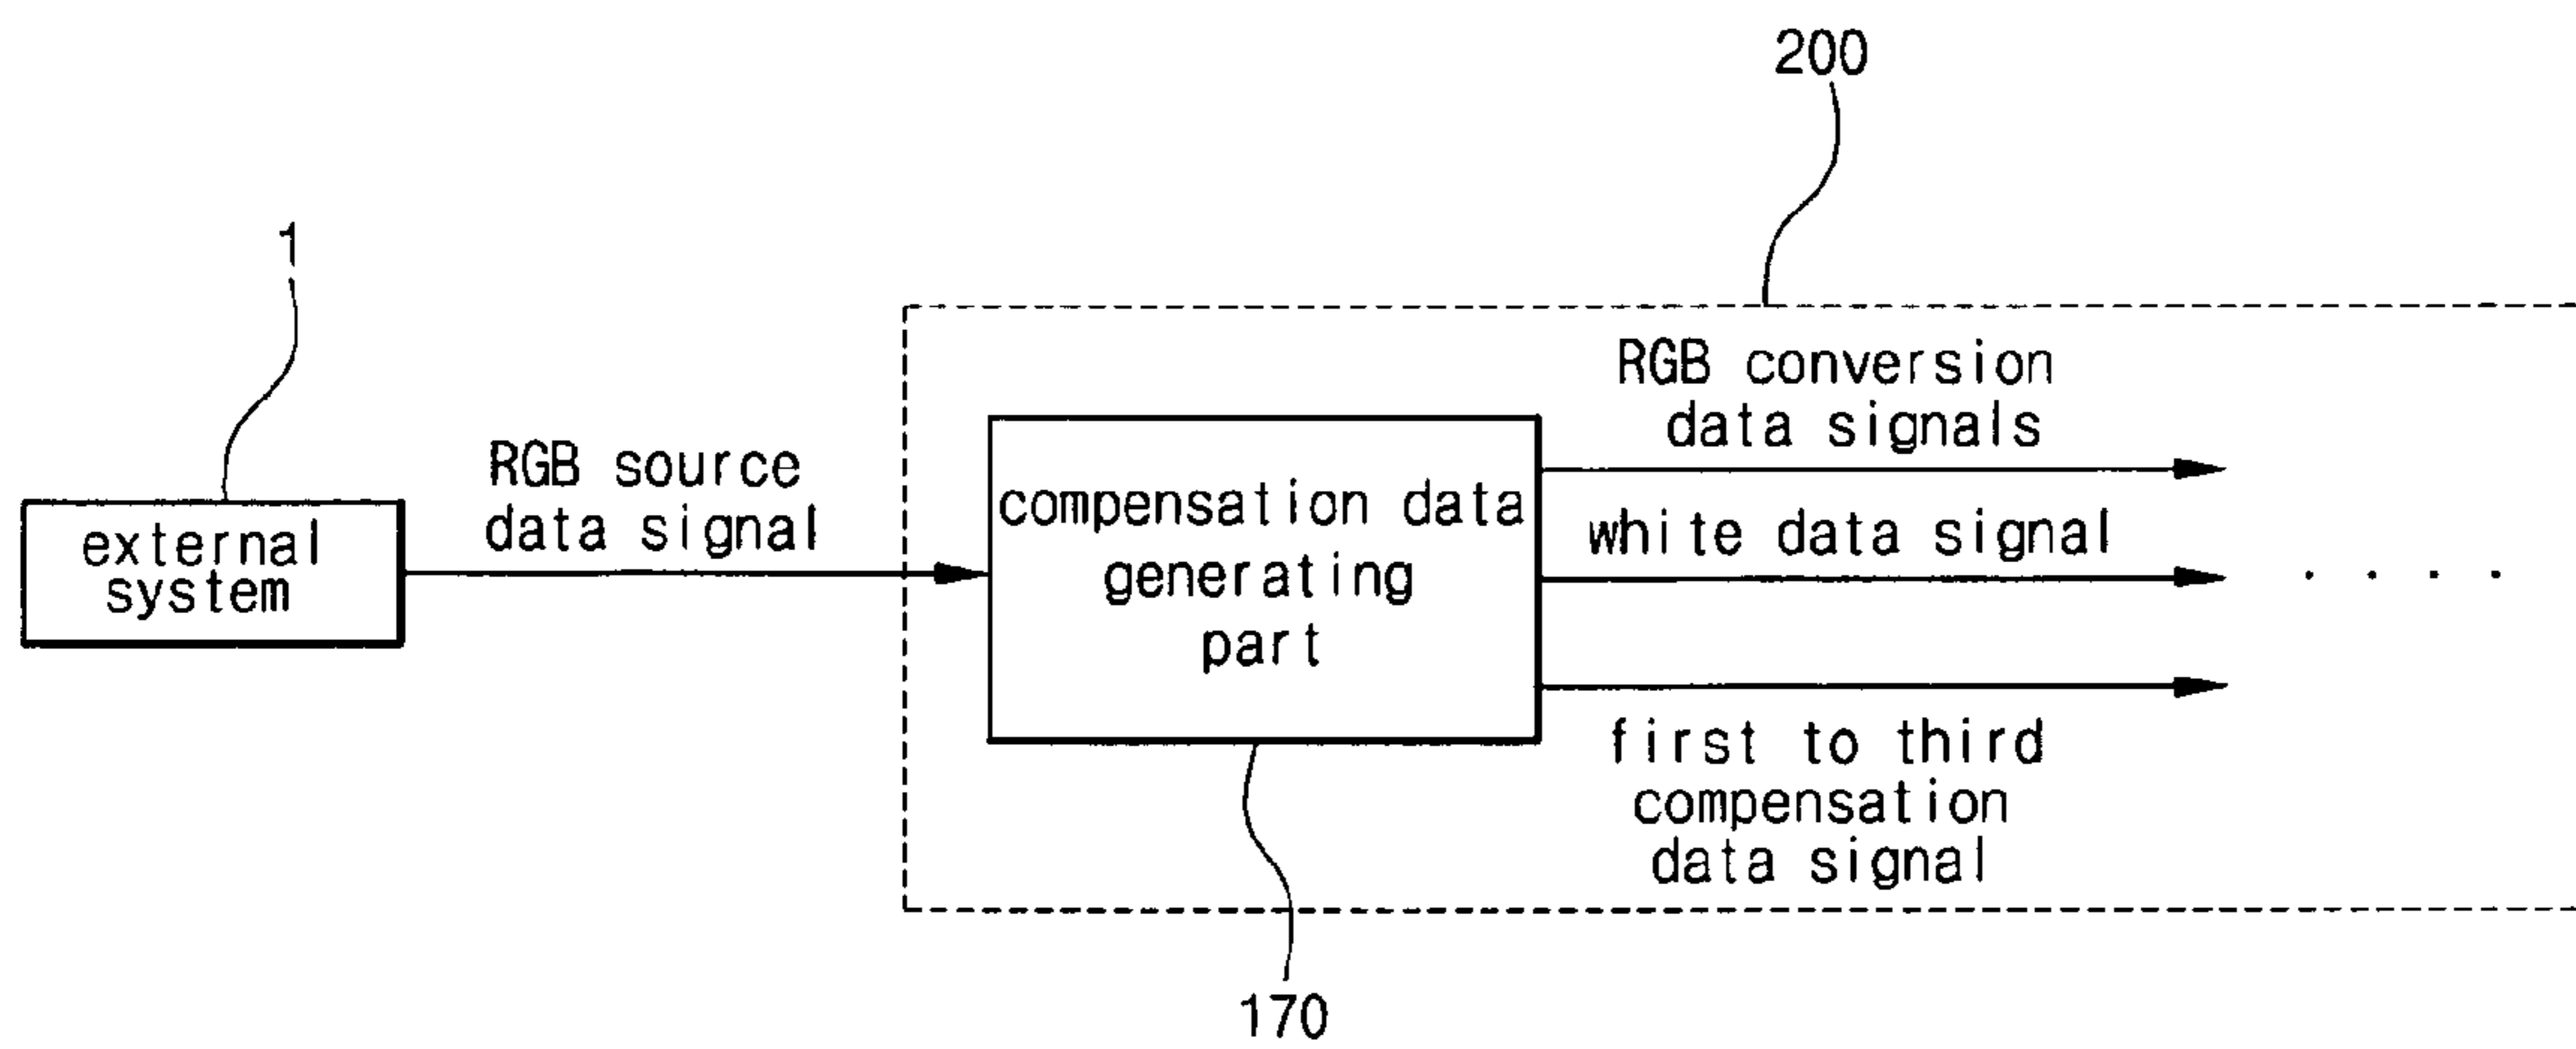 200
1
RGB source
data signal
external
system
compensation data
generating
part
RGB conversion
data signals
white data signal
first to third
compensation
data signal
170